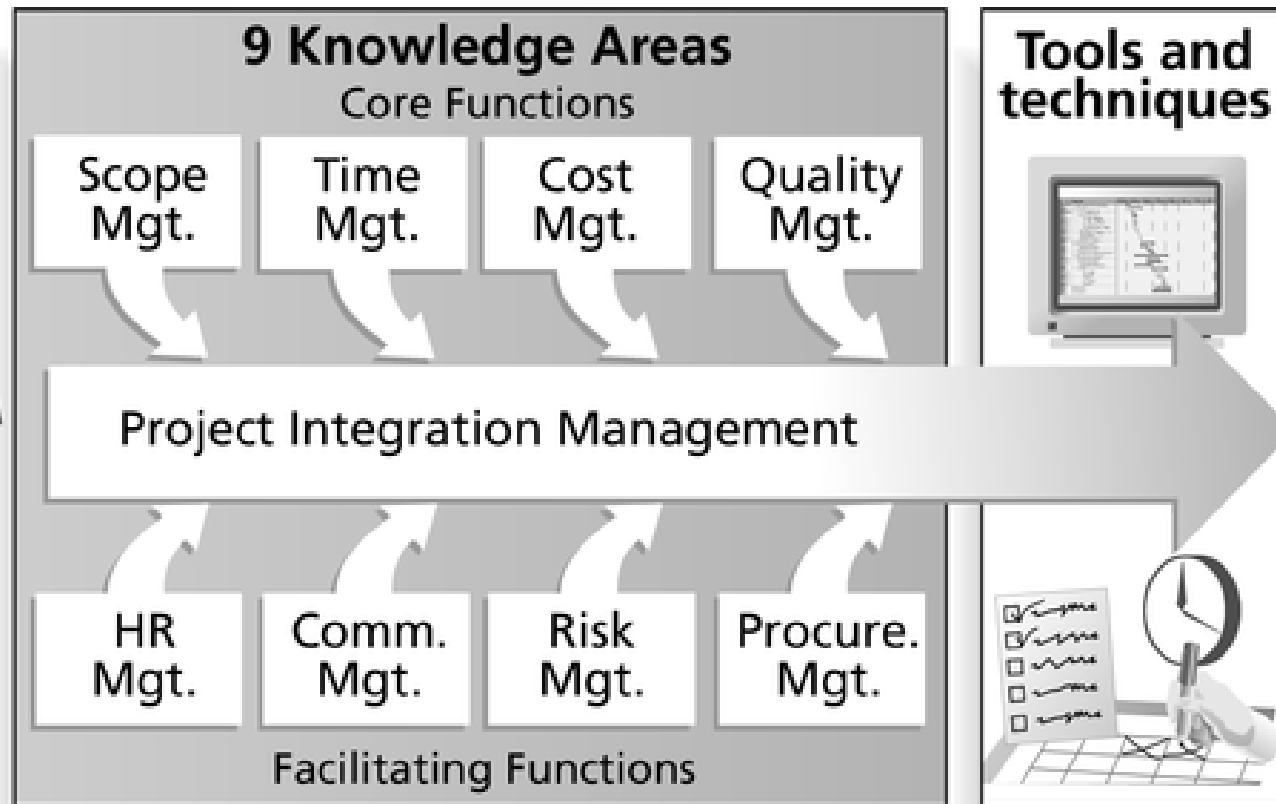 9 Knowledge Areas
Core Functions
Scope
Mgt.
Time
Mgt.
Cost
Mgt.
Quality
Mgt.
Project Integration Management
HR
Mgt.
Comm.
Mgt.
Risk
Mgt.
Procure.
Mgt.
Facilitating Functions
Tools and
techniques